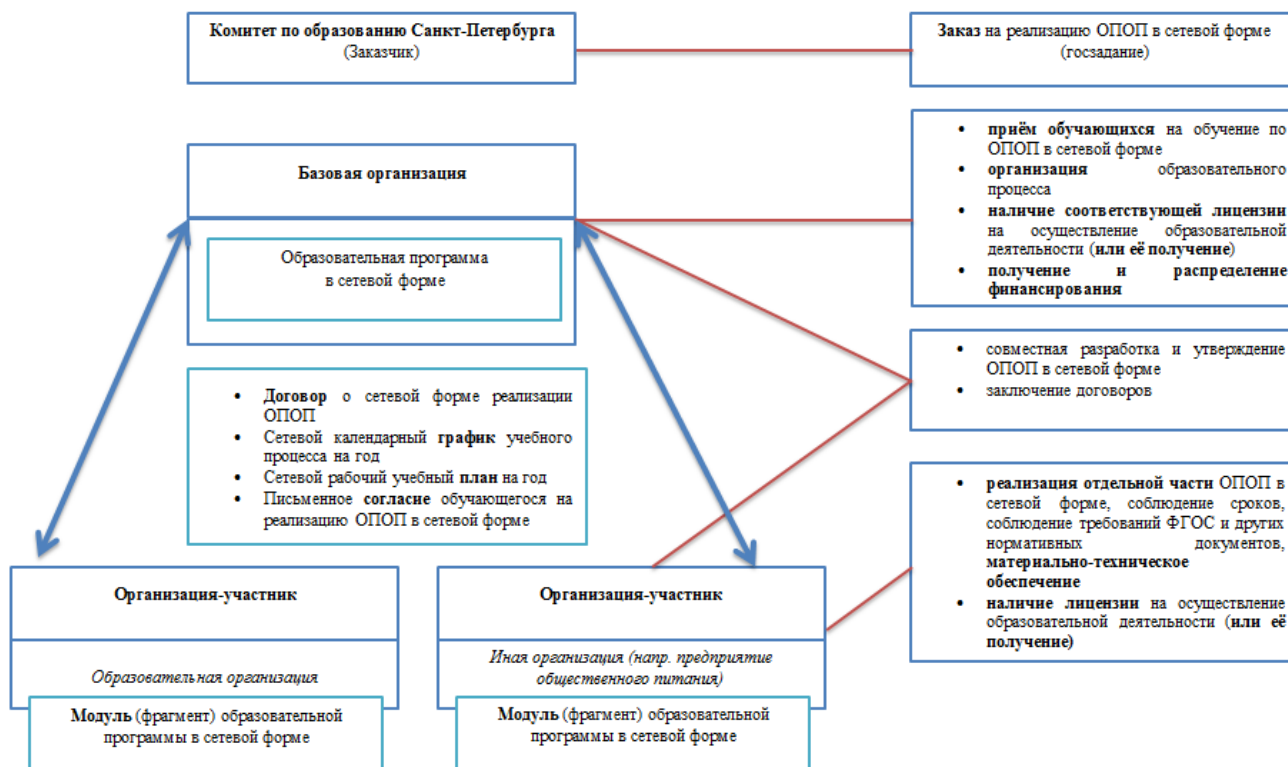 Комитет по образованию Санкт-Петербурга
(Заказчик)
Заказ на реализацию ОПОП в сетевой форме
(госзадание)
Базовая организация
Образовательная программа
в сетевой форме
• приём обучающихся на обучение по
ОПОП в сетевой форме
• организация образовательного
процесса
• наличие соответствующей лицензии
на осуществление образовательной
деятельности (или её получение)
• получение и распределение
финансирования
• совместная разработка и утверждение
ОПОП в сетевой форме
• заключение договоров
• Договор о сетевой форме реализации
ОПОП
• Сетевой календарный график учебного
процесса на год
• Сетевой рабочий учебный план на год
• Письменное согласие обучающегося на
реализацию ОПОП в сетевой форме
• реализация отдельной части ОПОП в
сетевой форме, соблюдение сроков,
соблюдение требований ФГОС и других
нормативных документов,
материально-техническое
обеспечение
• наличие лицензии на осуществление
образовательной деятельности (или её
получение)
Организация-участник
Образовательная организация
Модуль (фрагмент) образовательной
программы в сетевой форме
Организация-участник
Иная организация (напр. предприятие
общественного питания)
Модуль (фрагмент) образовательной
программы в сетевой форме